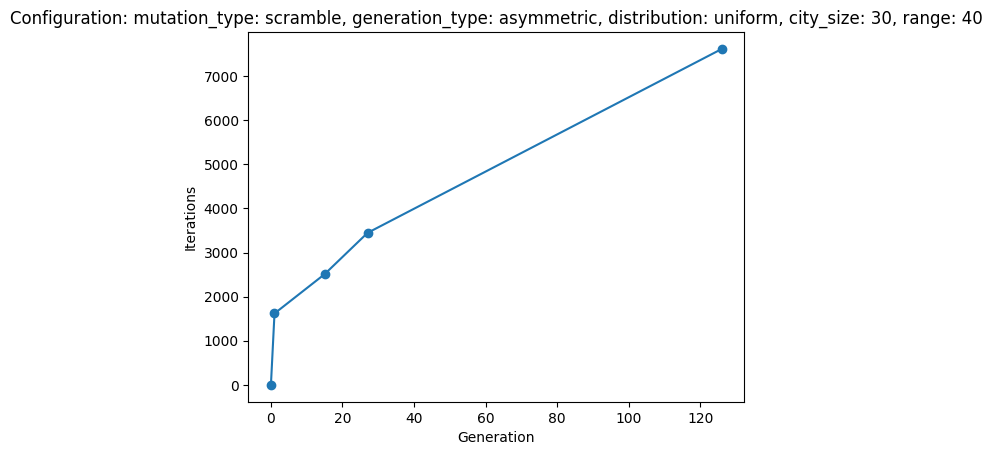 Configuration: mutation_type: scramble, generation_type: asymmetric, distribution: uniform, city_size: 30, range: 40
7000
6000
5000
4000
3000
2000
1000
0
Iterations
0 20 40 60 80 100 120
Generation